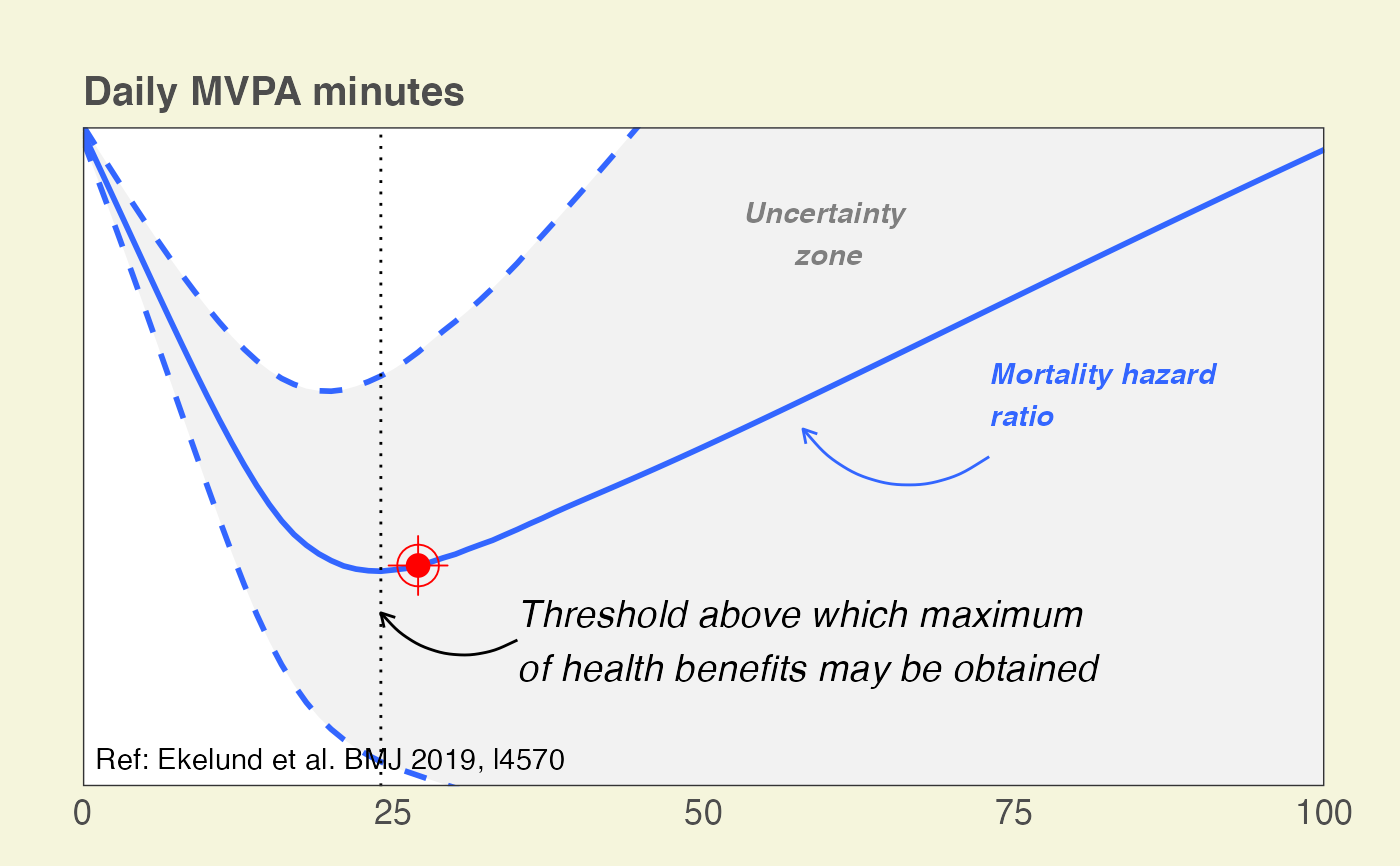 Daily MVPA minutes
Uncertainty
zone
Mortality hazard
ratio
Threshold above which maximum
of health benefits may be obtained
Ref: Ekelund et al. BMJ 2019, l4570
0 25 50 75 100